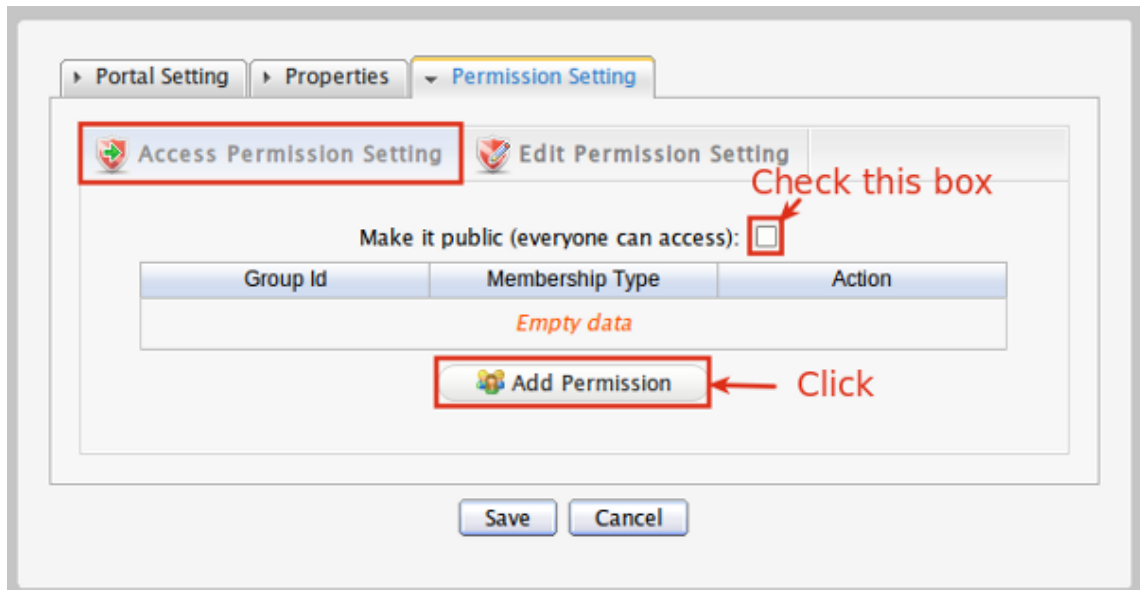 Portal Setting Properties Permission Setting
Access Permission Setting Edit Permission Setting
Check this box
Make it public (everyone can access):
Group Id Membership Type Action
Empty data
Add Permission Click
Save Cancel